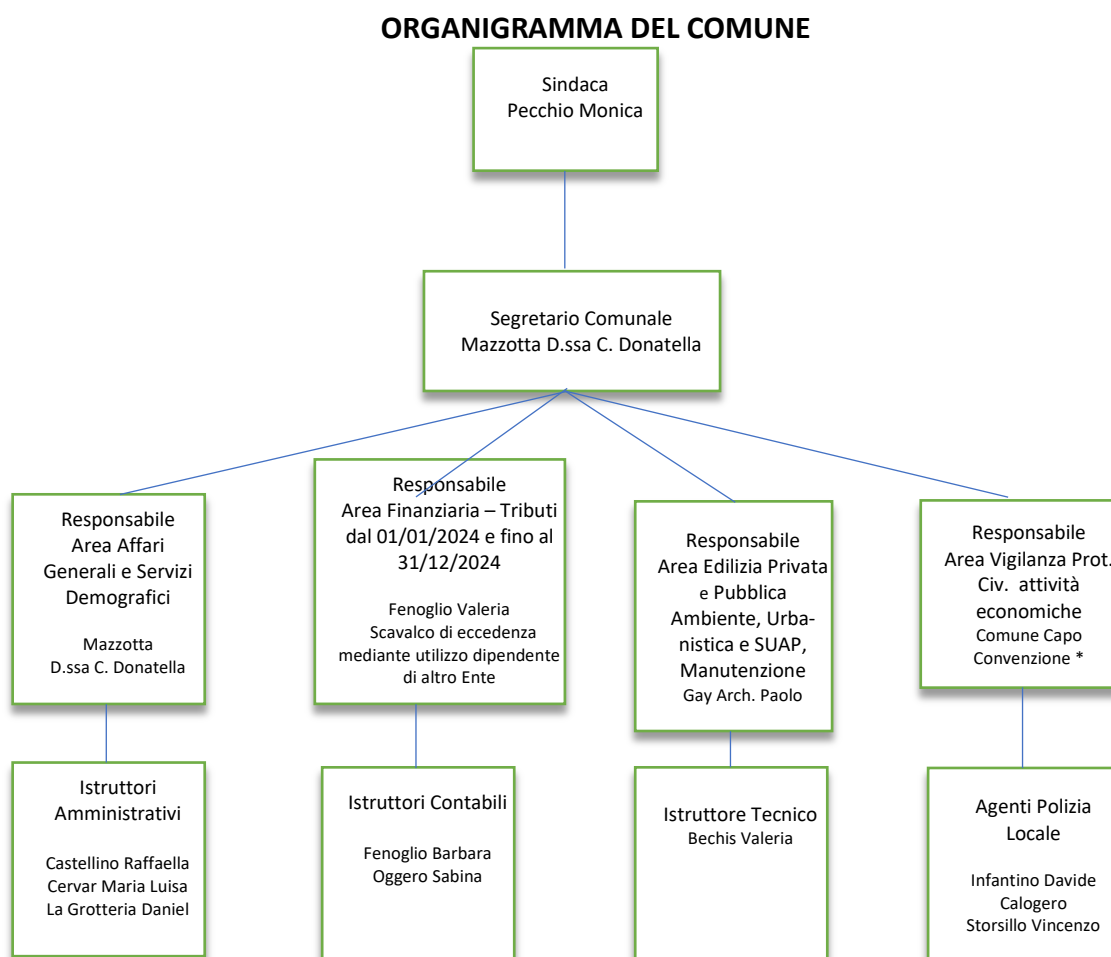 ORGANIGRAMMA DEL COMUNE
Sindaca
Pecchio Monica
Segretario Comunale
Mazzotta D.ssa C. Donatella
Responsabile
Area Affari
Generali e Servizi
Demografici
Mazzotta
D.ssa C. Donatella
Responsabile
Area Finanziaria – Tributi
dal 01/01/2024 e fino al
31/12/2024
Fenoglio Valeria
Scavalco di eccedenza
mediante utilizzo dipendente
di altro Ente
Responsabile
Area Edilizia Privata
e Pubblica
Ambiente, Urba-
nistica e SUAP,
Manutenzione
Gay Arch. Paolo
Responsabile
Area Vigilanza Prot.
Civ. attività
economiche
Comune Capo
Convenzione *
Istruttori
Amministrativi
Castellino Raffaella
Cervar Maria Luisa
La Grotteria Daniel
Istruttori Contabili
Fenoglio Barbara
Oggero Sabina
Istruttore Tecnico
Bechis Valeria
Agenti Polizia
Locale
Infantino Davide
Calogero
Storsillo Vincenzo